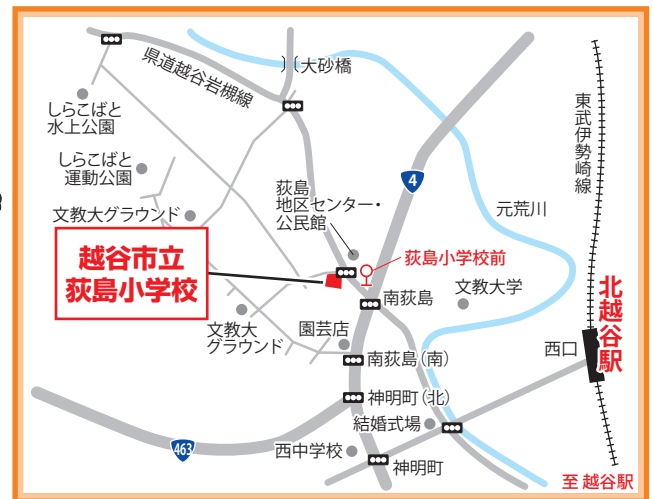 県道越谷岩槻線
大砂橋
しらこばと
水上公園
東武伊勢崎線
しらこばと
運動公園
4
荻島
地区センター・
公民館
文教大グラウンド
元荒川
越谷市立
荻島小学校
荻島小学校前
文教大学
南荻島
文教大
グラウンド
園芸店
北越谷駅
西口
南荻島(南)
神明町(北)
結婚式場
463
西中学校
神明町
至 越谷駅